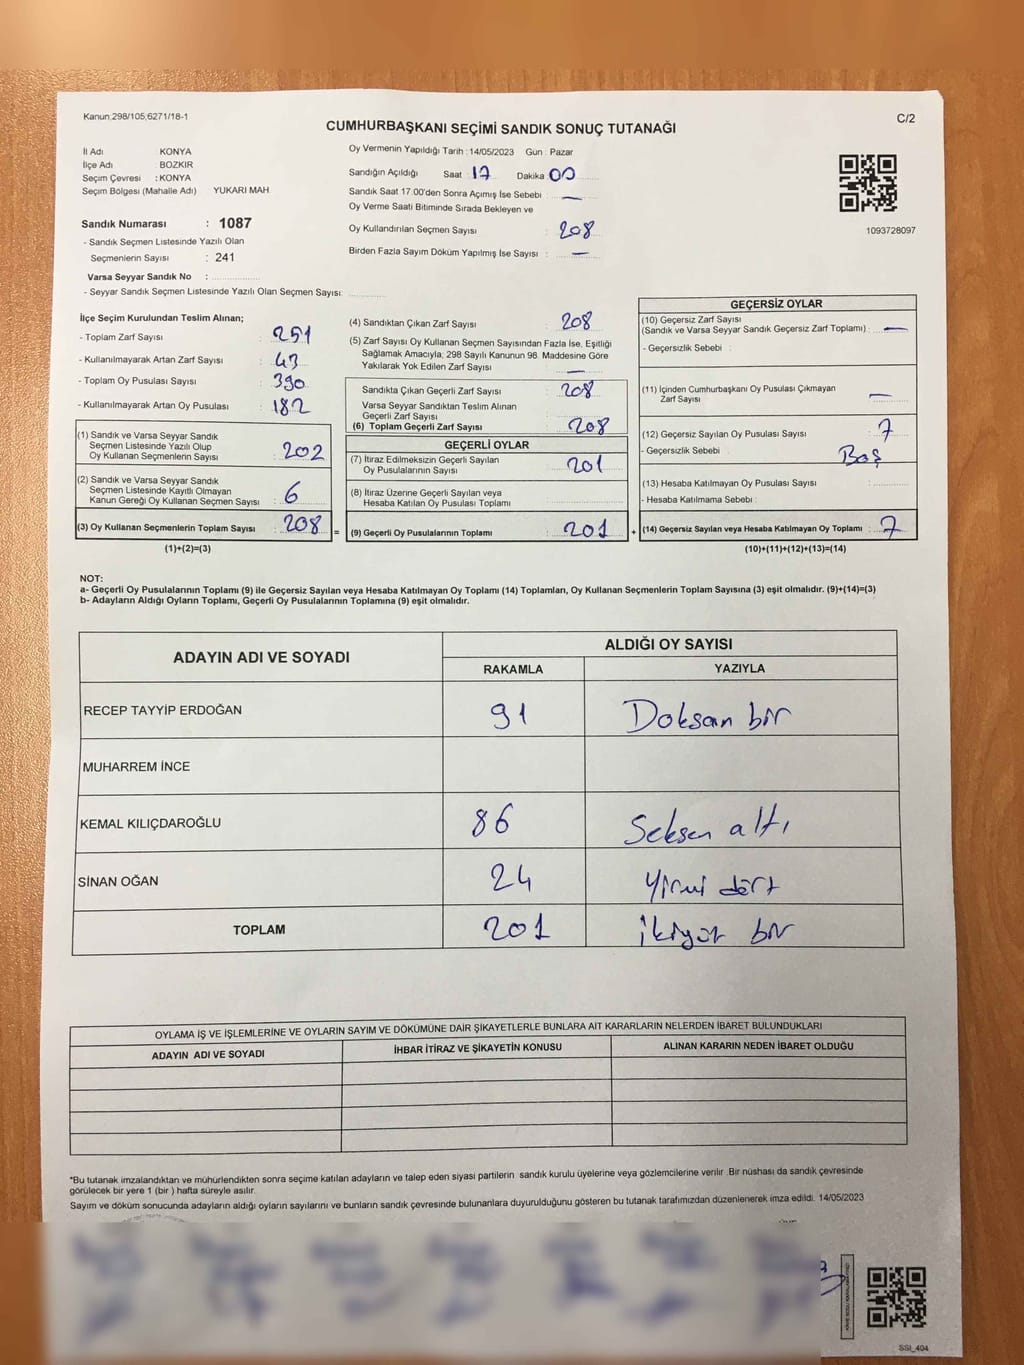 Kanun:298/105;6271/18-1
C/2
CUMHURBAŞKANI SEÇİMİ SANDIK SONUÇ TUTANAĞI
İl Adı KONYA
İlçe Adı BOZKIR
Seçim Çevresi : KONYA
Seçim Bölgesi (Mahalle Adı) YUKARI MAH.
Sandık Numarası : 1087
- Sandık Seçmen Listesinde Yazılı Olan
Seçmenlerin Sayısı : 241
Varsa Seyyar Sandık No :
- Seyyar Sandık Seçmen Listesinde Yazılı Olan Seçmen Sayısı:
Oy Vermenin Yapıldığı Tarih : 14/05/2023 Gün : Pazar
Sandığın Açıldığı Saat 17 Dakika 00
Sandık Saat 17.00'den Sonra Açımış İse Sebebi : —
Oy Verme Saati Bitiminde Sırada Bekleyen ve
Oy Kullandırılan Seçmen Sayısı : 208
Birden Fazla Sayım Döküm Yapılmış İse Sayısı : —
1093728097
İlçe Seçim Kurulundan Teslim Alınan;
- Toplam Zarf Sayısı : 251
- Kullanılmayarak Artan Zarf Sayısı : 43
- Toplam Oy Pusulası Sayısı : 390
- Kullanılmayarak Artan Oy Pusulası : 182
(1) Sandık ve Varsa Seyyar Sandık
Seçmen Listesinde Yazılı Olup
Oy Kullanan Seçmenlerin Sayısı : 202
(2) Sandık ve Varsa Seyyar Sandık
Seçmen Listesinde Kayıtlı Olmayan
Kanun Gereği Oy Kullanan Seçmen Sayısı : 6
(3) Oy Kullanan Seçmenlerin Toplam Sayısı : 208 =
(1)+(2)=(3)
(4) Sandıktan Çıkan Zarf Sayısı : 208
(5) Zarf Sayısı Oy Kullanan Seçmen Sayısından Fazla İse, Eşitliği
Sağlamak Amacıyla; 298 Sayılı Kanunun 98. Maddesine Göre
Yakılarak Yok Edilen Zarf Sayısı : —
Sandıkta Çıkan Geçerli Zarf Sayısı : 208
Varsa Seyyar Sandıktan Teslim Alınan
Geçerli Zarf Sayısı :
(6) Toplam Geçerli Zarf Sayısı : 208
GEÇERLİ OYLAR
(7) İtiraz Edilmeksizin Geçerli Sayılan
Oy Pusulalarının Sayısı : 201
(8) İtiraz Üzerine Geçerli Sayılan veya
Hesaba Katılan Oy Pusulası Toplamı :
(9) Geçerli Oy Pusulalarının Toplamı : 201 +
GEÇERSİZ OYLAR
(10) Geçersiz Zarf Sayısı
(Sandık ve Varsa Seyyar Sandık Geçersiz Zarf Toplamı) : —
- Geçersizlik Sebebi :
(11) İçinden Cumhurbaşkanı Oy Pusulası Çıkmayan
Zarf Sayısı : —
(12) Geçersiz Sayılan Oy Pusulası Sayısı : 7
- Geçersizlik Sebebi : Boş
(13) Hesaba Katılmayan Oy Pusulası Sayısı :
- Hesaba Katılmama Sebebi :
(14) Geçersiz Sayılan veya Hesaba Katılmayan Oy Toplamı : 7
(10)+(11)+(12)+(13)=(14)
NOT:
a- Geçerli Oy Pusulalarının Toplamı (9) ile Geçersiz Sayılan veya Hesaba Katılmayan Oy Toplamı (14) Toplamları, Oy Kullanan Seçmenlerin Toplam Sayısına (3) eşit olmalıdır. (9)+(14)=(3)
b- Adayların Aldığı Oyların Toplamı, Geçerli Oy Pusulalarının Toplamına (9) eşit olmalıdır.
ADAYIN ADI VE SOYADI ALDIĞI OY SAYISI
RAKAMLA YAZIYLA
RECEP TAYYİP ERDOĞAN 91 Doksan bir
MUHARREM İNCE
KEMAL KILIÇDAROĞLU 86 Seksen altı
SİNAN OĞAN 24 Yirmi dört
TOPLAM 201 İkiyüz bir
OYLAMA İŞ VE İŞLEMLERİNE VE OYLARIN SAYIM VE DÖKÜMÜNE DAİR ŞİKAYETLERLE BUNLARA AİT KARARLARIN NELERDEN İBARET BULUNDUKLARI
ADAYIN ADI VE SOYADI İHBAR İTİRAZ VE ŞİKAYETİN KONUSU ALINAN KARARIN NEDEN İBARET OLDUĞU
*Bu tutanak imzalandıktan ve mühürlendikten sonra seçime katılan adayların ve talep eden siyasi partilerin sandık kurulu üyelerine veya gözlemcilerine verilir .Bir nüshası da sandık çevresinde
görülecek bir yere 1 (bir ) hafta süreyle asılır.
Sayım ve döküm sonucunda adayların aldığı oyların sayılarını ve bunların sandık çevresinde bulunanlara duyurulduğunu gösteren bu tutanak tarafımızdan düzenlenerek imza edildi. 14/05/2023
SSI_404